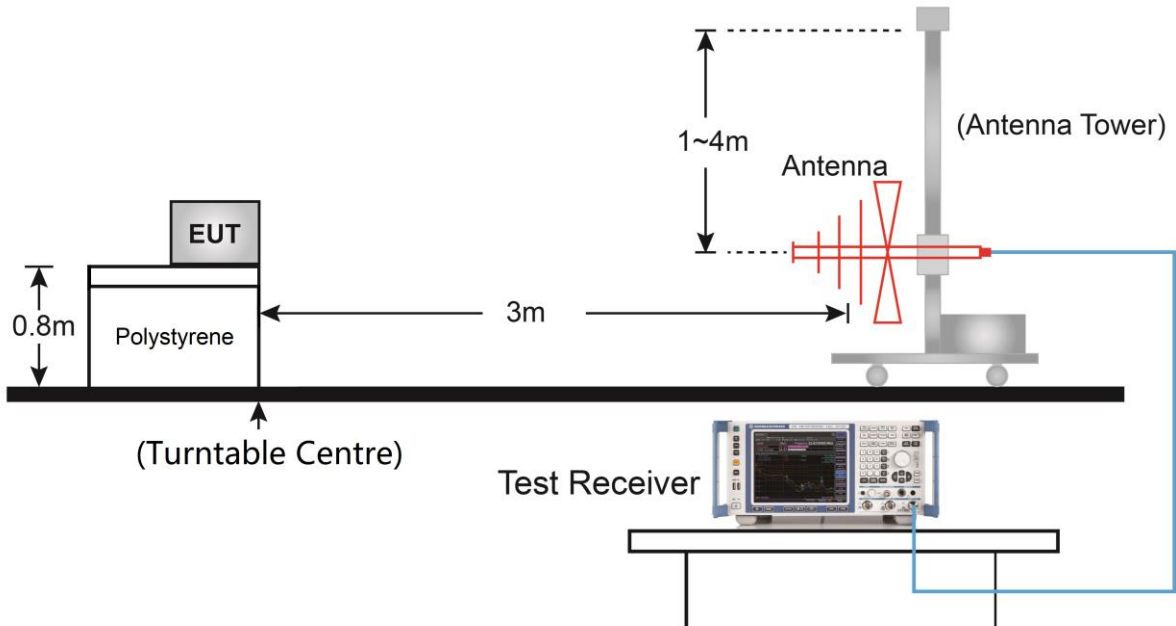 1~4m
(Antenna Tower)
Antenna
EUT
0.8m
Polystyrene
3m
(Turntable Centre)
Test Receiver